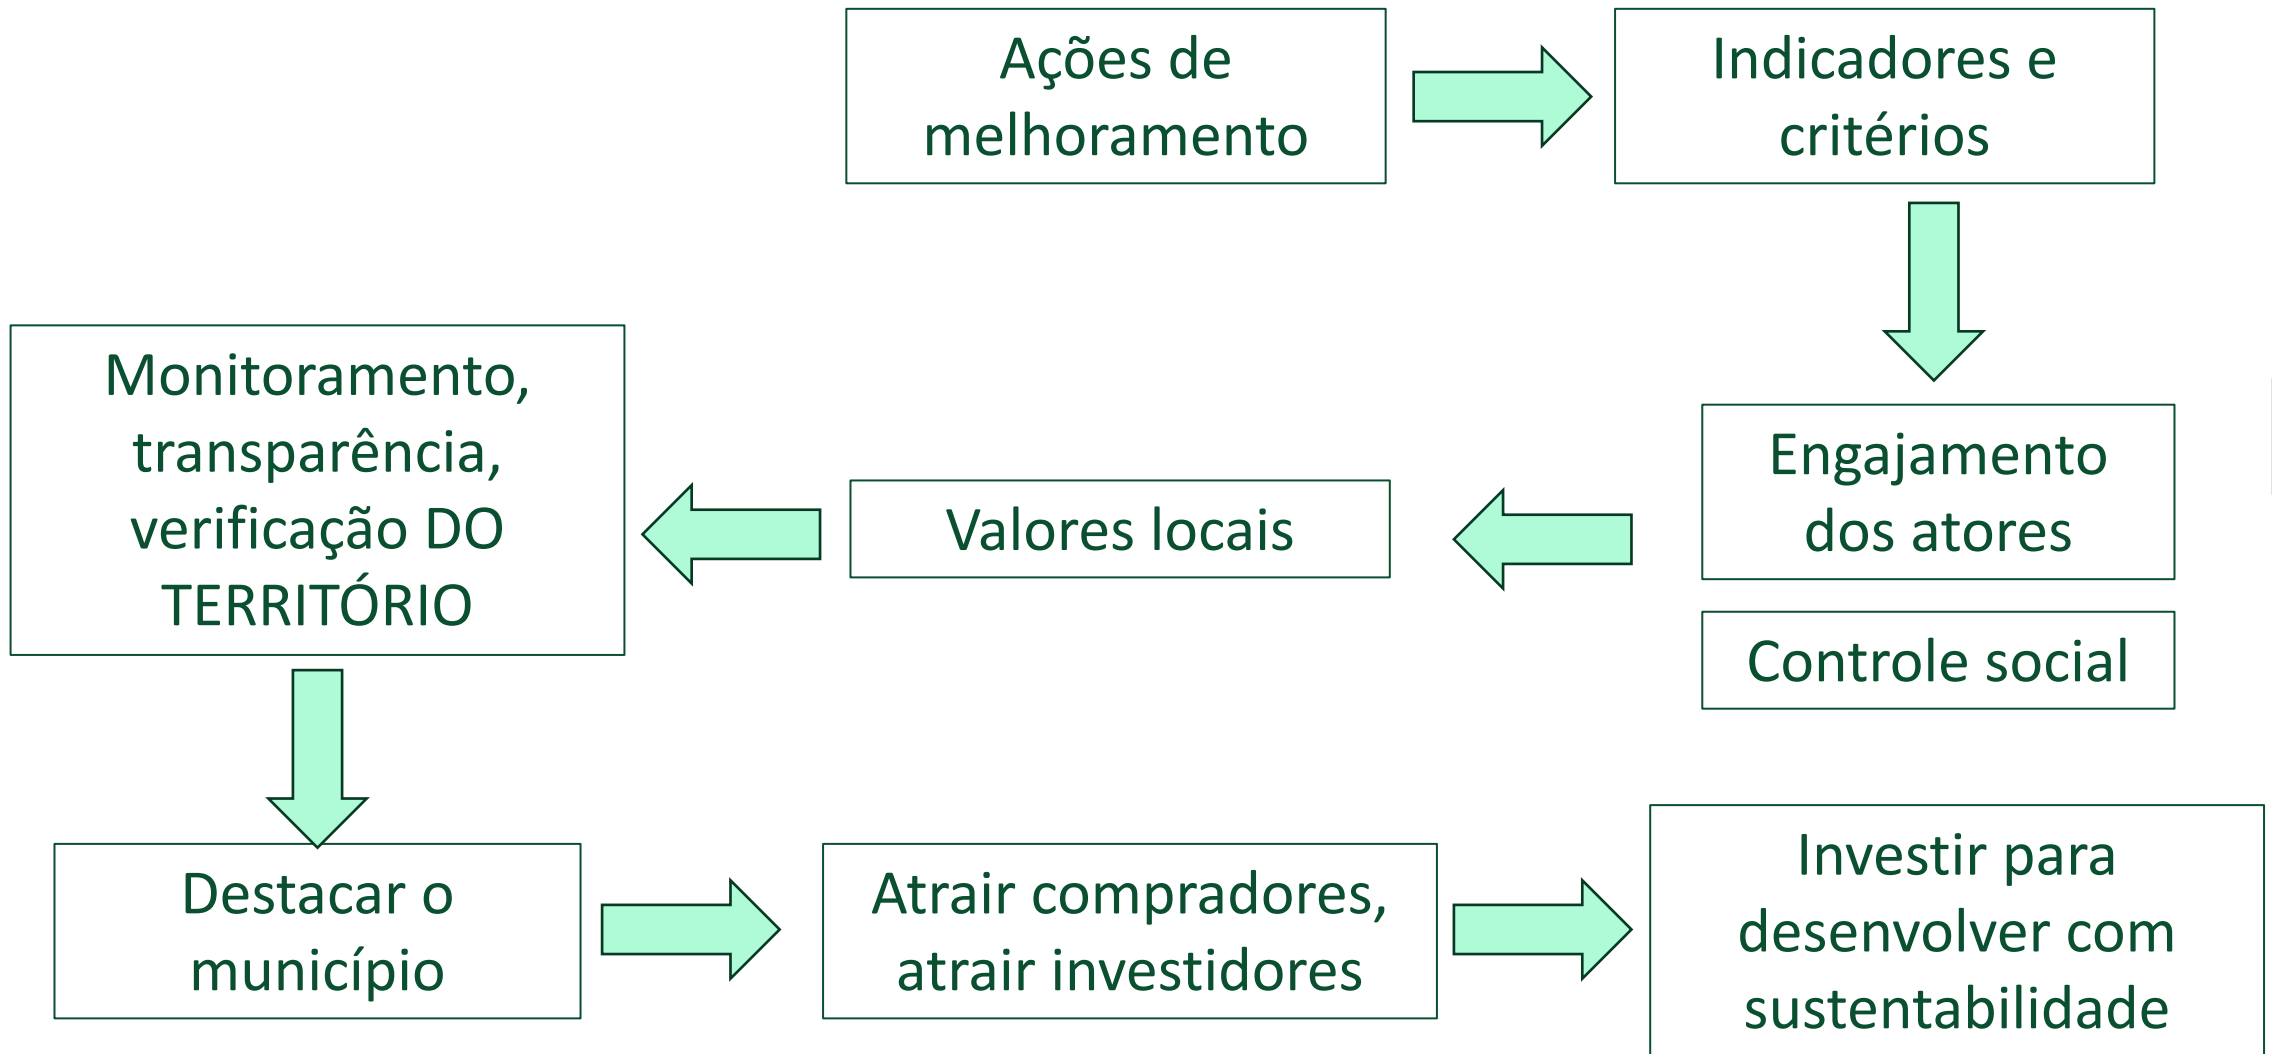 Ações de
melhoramento
Indicadores e
critérios
Engajamento
dos atores
Controle social
Valores locais
Monitoramento,
transparência,
verificação DO
TERRITÓRIO
Destacar o
município
Atrair compradores,
atrair investidores
Investir para
desenvolver com
sustentabilidade